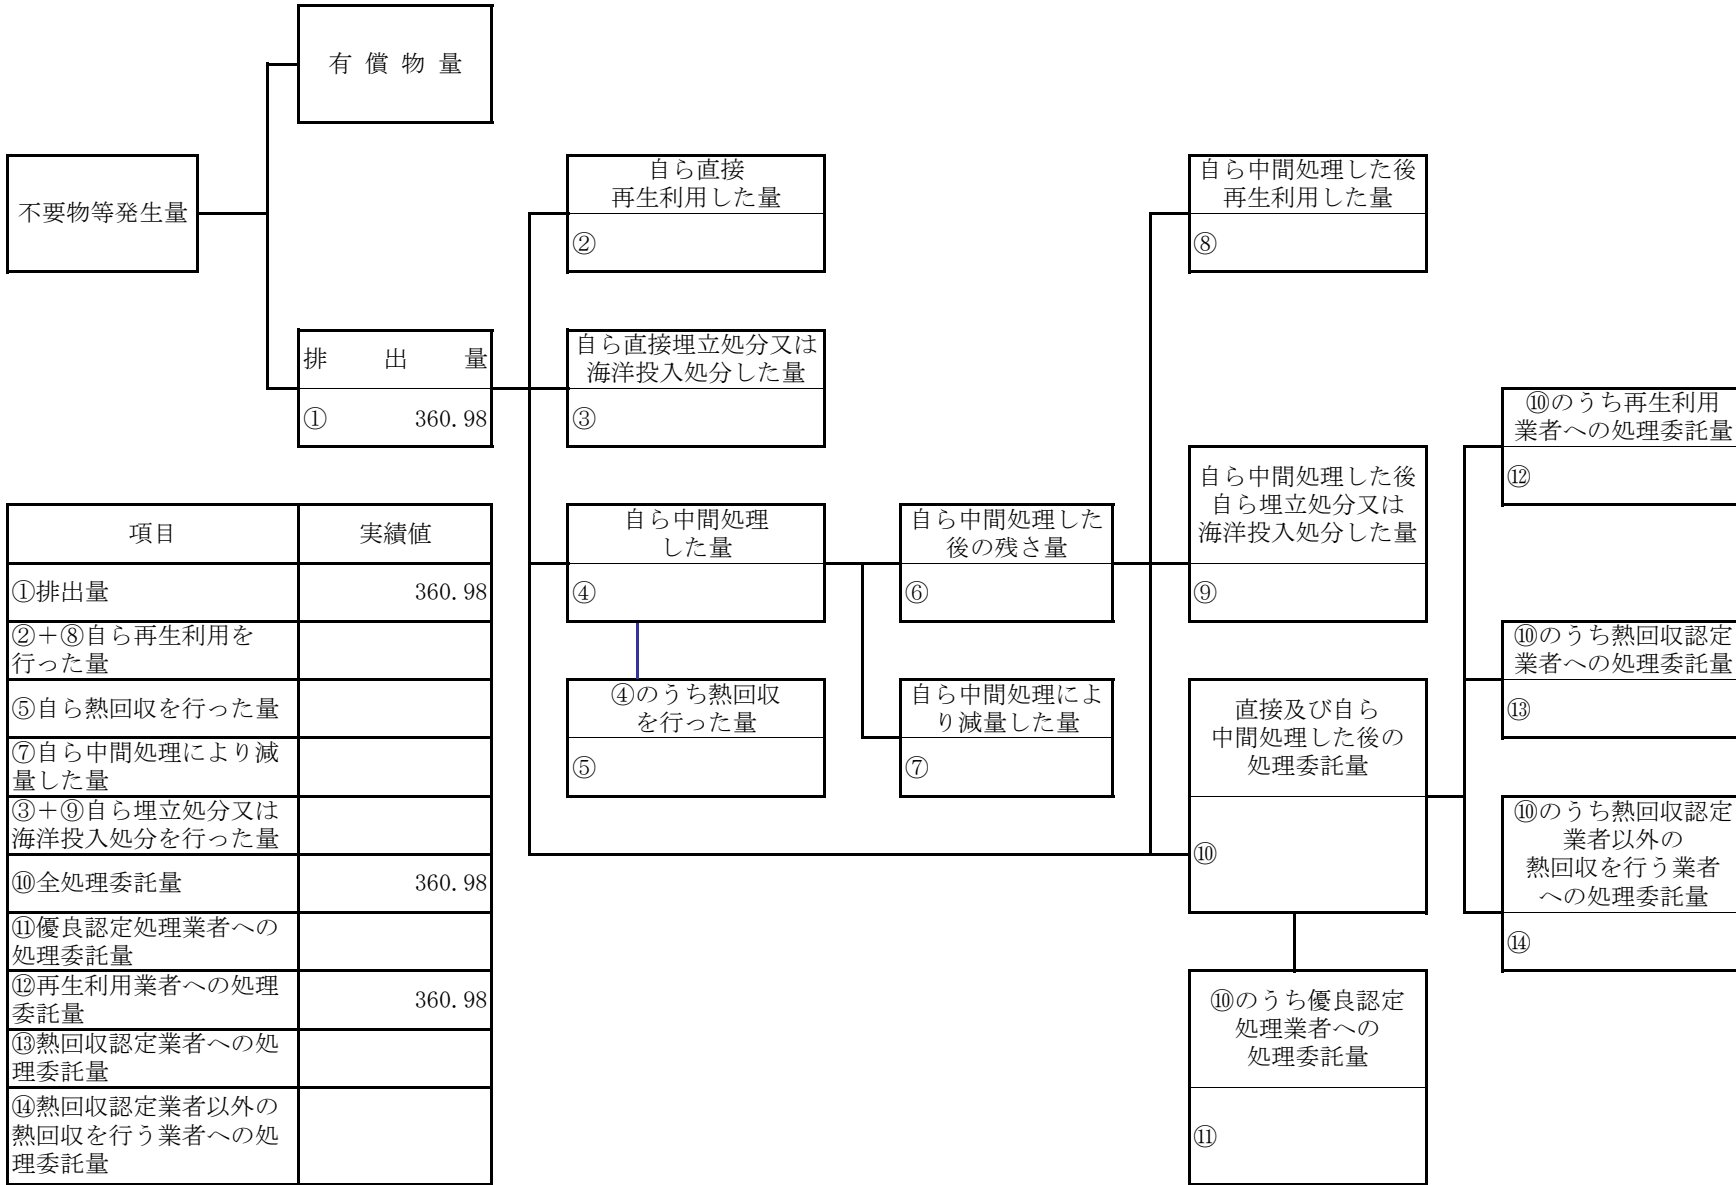 有償物量
不要物等発生量
自ら直接
再生利用した量
②
自ら中間処理した後
再生利用した量
⑧
排出量
① 360.98
自ら直接埋立処分又は
海洋投入処分した量
③
⑩のうち再生利用
業者への処理委託量
⑫
自ら中間処理
した量
④
自ら中間処理した
後の残さ量
⑥
自ら中間処理した後
自ら埋立処分又は
海洋投入処分した量
⑨
⑩のうち熱回収認定
業者への処理委託量
⑬
④のうち熱回収
を行った量
⑤
自ら中間処理によ
り減量した量
⑦
直接及び自ら
中間処理した後の
処理委託量
⑩
⑩のうち熱回収認定
業者以外の
熱回収を行う業者
への処理委託量
⑭
⑩のうち優良認定
処理業者への
処理委託量
⑪
項目 実績値
①排出量 360.98
②＋⑧自ら再生利用を
行った量
⑤自ら熱回収を行った量
⑦自ら中間処理により減
量した量
③＋⑨自ら埋立処分又は
海洋投入処分を行った量
⑩全処理委託量 360.98
⑪優良認定処理業者への
処理委託量
⑫再生利用業者への処理
委託量 360.98
⑬熱回収認定業者への処
理委託量
⑭熱回収認定業者以外の
熱回収を行う業者への処
理委託量